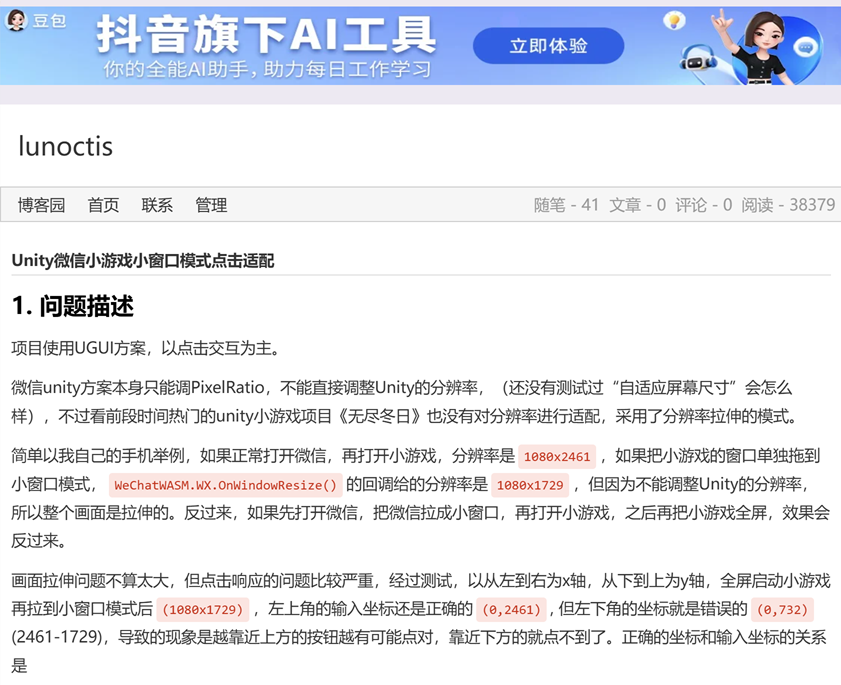 豆包
抖音旗下AI工具
你的全能AI助手，助力每日工作学习
立即体验
lunoctis
博客园 首页 联系 管理 随笔 - 41 文章 - 0 评论 - 0 阅读 - 38379
Unity微信小游戏小窗口模式点击适配
1. 问题描述
项目使用UGUI方案，以点击交互为主。
微信unity方案本身只能调PixelRatio，不能直接调整Unity的分辨率，（还没有测试过“自适应屏幕尺寸”会怎么
样），不过看前段时间热门的unity小游戏项目《无尽冬日》也没有对分辨率进行适配，采用了分辨率拉伸的模式。
简单以我自己的手机举例，如果正常打开微信，再打开小游戏，分辨率是 1080x2461 ，如果把小游戏的窗口单独拖到
小窗口模式， WeChatWASM.WX.OnWindowResize() 的回调给的分辨率是 1080x1729 ，但因为不能调整Unity的分辨率，
所以整个画面是拉伸的。反过来，如果先打开微信，把微信拉成小窗口，再打开小游戏，之后再把小游戏全屏，效果会
反过来。
画面拉伸问题不算太大，但点击响应的问题比较严重，经过测试，以从左到右为x轴，从下到上为y轴，全屏启动小游戏
再拉到小窗口模式后 (1080x1729) ，左上角的输入坐标还是正确的 (0,2461) , 但左下角的坐标就是错误的 (0,732)
(2461-1729)，导致的现象是越靠近上方的按钮越有可能点对，靠近下方的就点不到了。正确的坐标和输入坐标的关系
是